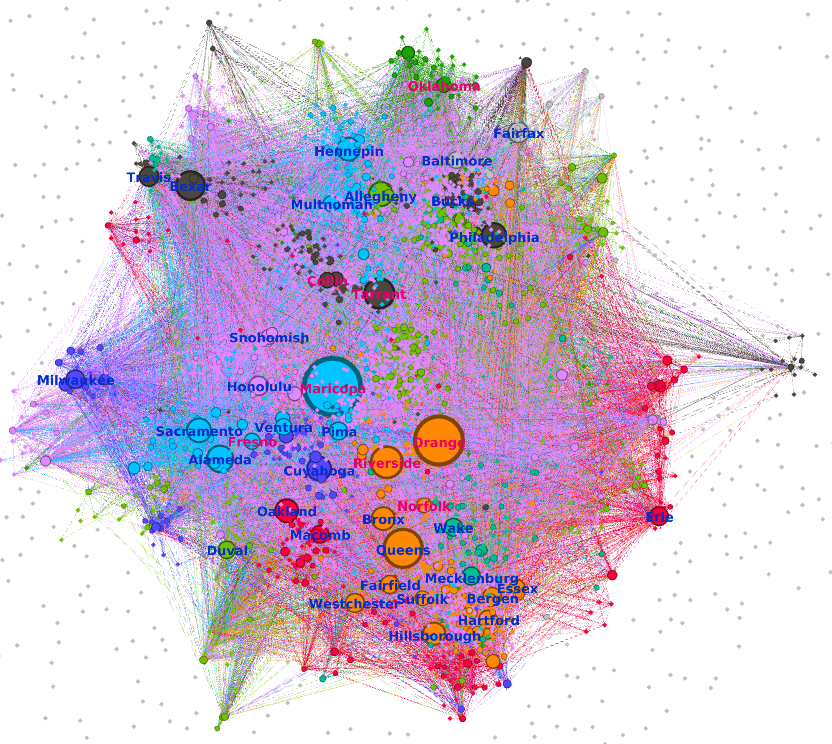 Oklahoma
Fairfax
Hennepin
Baltimore
Travis
Bexar
Allegheny
Multnomah
Bucks
Philadelphia
Collin
Tarrant
Snohomish
Milwaukee
Honolulu
Maricopa
Sacramento
Ventura
Pima
Fresno
Orange
Alameda
Riverside
Cuyahoga
Oakland
Norfolk
Bronx
Erie
Macomb
Wake
Duval
Queens
Mecklenburg
Fairfield
Essex
Westchester
Suffolk
Bergen
Hartford
Hillsborough